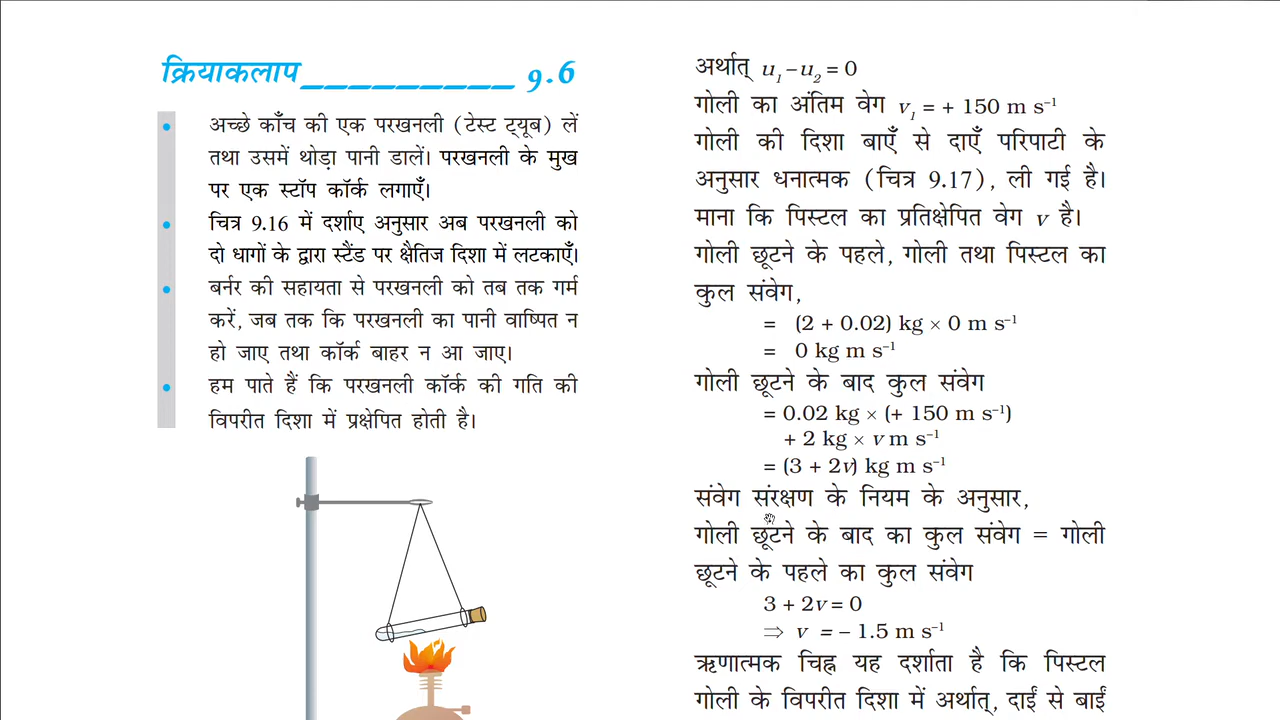 क्रियाकलाप _________ 9.6
• अच्छे काँच की एक परखनली (टेस्ट ट्यूब) लें
तथा उसमें थोड़ा पानी डालें। परखनली के मुख
पर एक स्टॉप कॉर्क लगाएँ।
• चित्र 9.16 में दर्शाए अनुसार अब परखनली को
दो धागों के द्वारा स्टैंड पर क्षैतिज दिशा में लटकाएँ।
• बर्नर की सहायता से परखनली को तब तक गर्म
करें, जब तक कि परखनली का पानी वाष्पित न
हो जाए तथा कॉर्क बाहर न आ जाए।
• हम पाते हैं कि परखनली कॉर्क की गति की
विपरीत दिशा में प्रक्षेपित होती है।
अर्थात् u₁ – u₂ = 0
गोली का अंतिम वेग v₁ = + 150 m s⁻¹
गोली की दिशा बाएँ से दाएँ परिपाटी के
अनुसार धनात्मक (चित्र 9.17), ली गई है।
माना कि पिस्टल का प्रतिक्षेपित वेग v है।
गोली छूटने के पहले, गोली तथा पिस्टल का
कुल संवेग,
= (2 + 0.02) kg × 0 m s⁻¹
= 0 kg m s⁻¹
गोली छूटने के बाद कुल संवेग
= 0.02 kg × (+ 150 m s⁻¹)
+ 2 kg × v m s⁻¹
= (3 + 2v) kg m s⁻¹
संवेग संरक्षण के नियम के अनुसार,
गोली छूटने के बाद का कुल संवेग = गोली
छूटने के पहले का कुल संवेग
3 + 2v = 0
⇒ v = – 1.5 m s⁻¹
ऋणात्मक चिह्न यह दर्शाता है कि पिस्टल
गोली के विपरीत दिशा में अर्थात्, दाईं से बाईं